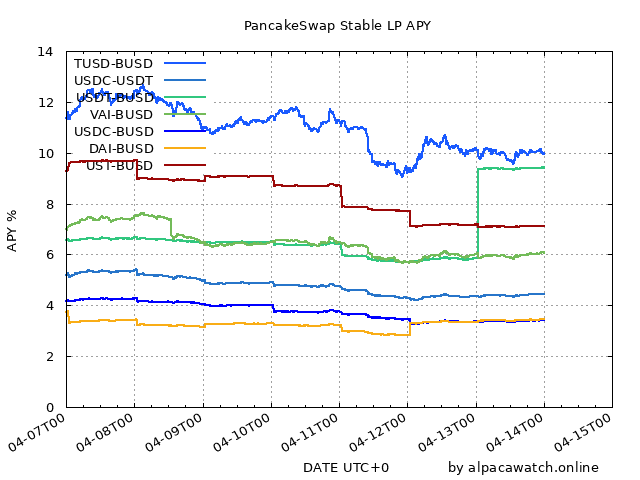 PancakeSwap Stable LP APY
14
12
10
8
6
4
2
0
APY %
TUSD-BUSD
USDC-USDT
USDT-BUSD
VAI-BUSD
USDC-BUSD
DAI-BUSD
UST-BUSD
04-07T00
04-08T00
04-09T00
04-10T00
04-11T00
04-12T00
04-13T00
04-14T00
04-15T00
DATE UTC+0
by alpacawatch.online